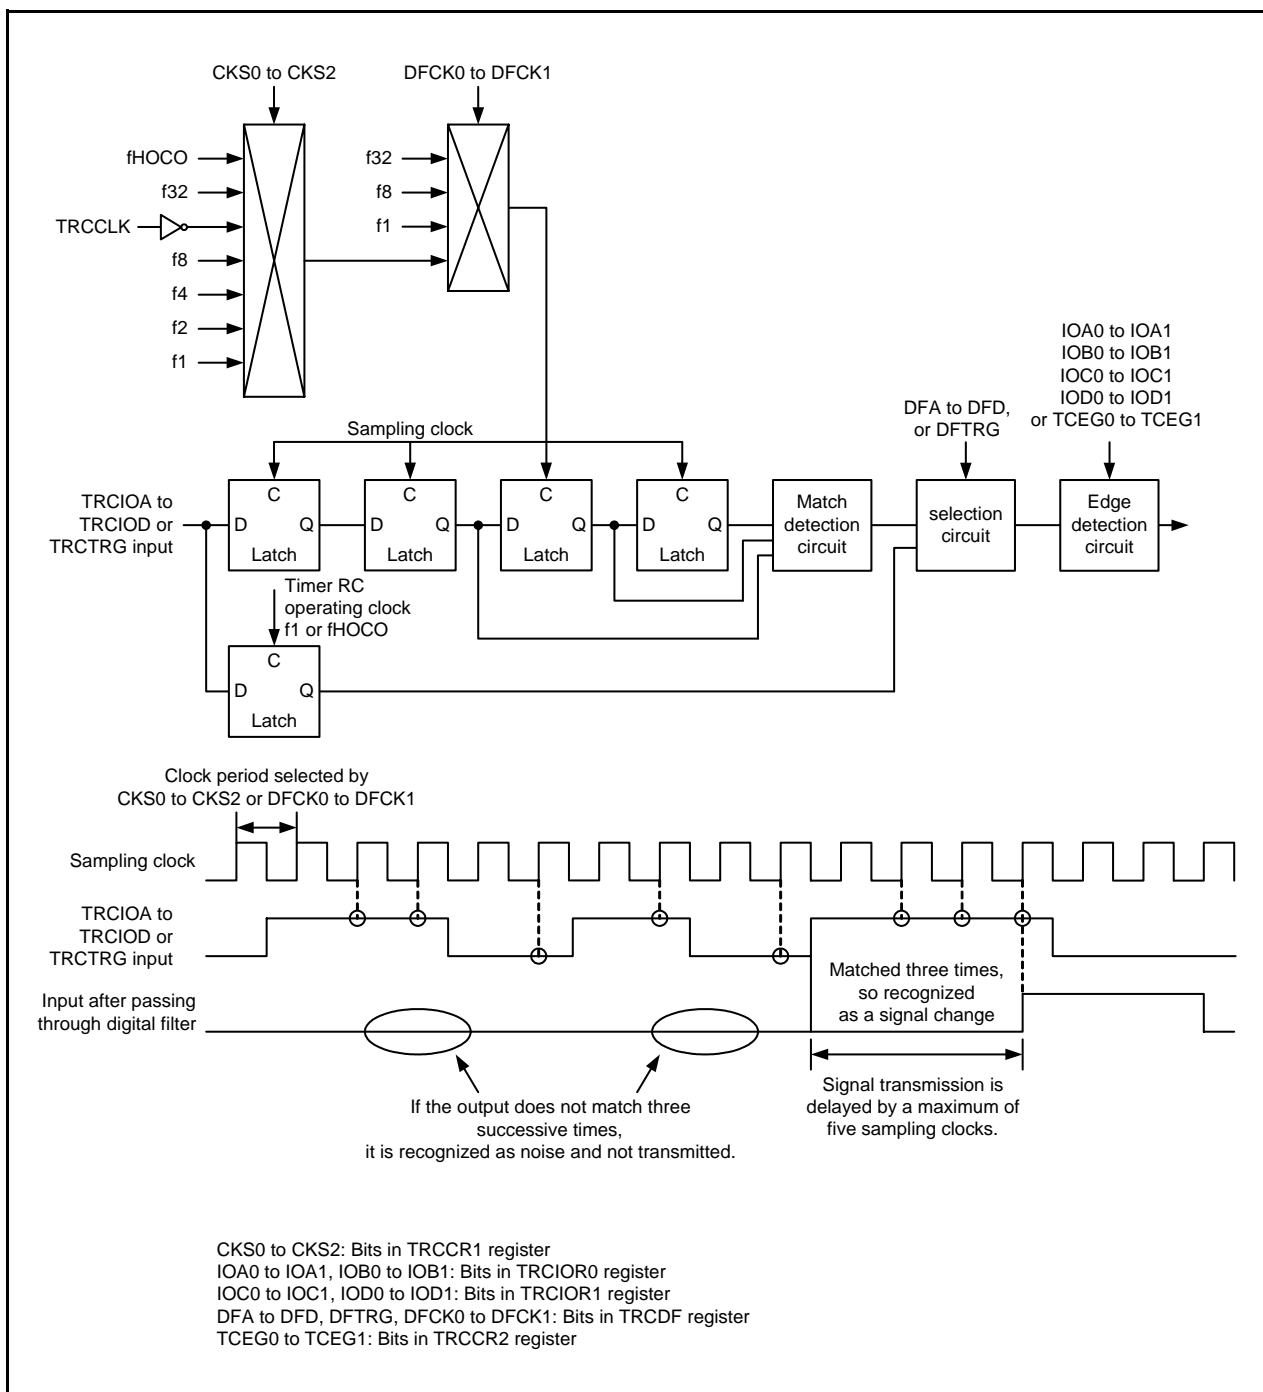 CKS0 to CKS2
DFCK0 to DFCK1
fHOCO
f32
TRCCLK
f8
f4
f2
f1
f32
f8
f1
IOA0 to IOA1
IOB0 to IOB1
IOC0 to IOC1
IOD0 to IOD1
or TCEG0 to TCEG1
DFA to DFD,
or DFTRG
Sampling clock
TRCIOA to
TRCIOD or
TRCTRG input
C
D Q
Latch
C
D Q
Latch
C
D Q
Latch
C
D Q
Latch
Match
detection
circuit
selection
circuit
Edge
detection
circuit
Timer RC
operating clock
f1 or fHOCO
C
D Q
Latch
Clock period selected by
CKS0 to CKS2 or DFCK0 to DFCK1
Sampling clock
TRCIOA to
TRCIOD or
TRCTRG input
Input after passing
through digital filter
Matched three times,
so recognized
as a signal change
If the output does not match three
successive times,
it is recognized as noise and not transmitted.
Signal transmission is
delayed by a maximum of
five sampling clocks.
CKS0 to CKS2: Bits in TRCCR1 register
IOA0 to IOA1, IOB0 to IOB1: Bits in TRCIOR0 register
IOC0 to IOC1, IOD0 to IOD1: Bits in TRCIOR1 register
DFA to DFD, DFTRG, DFCK0 to DFCK1: Bits in TRCDF register
TCEG0 to TCEG1: Bits in TRCCR2 register